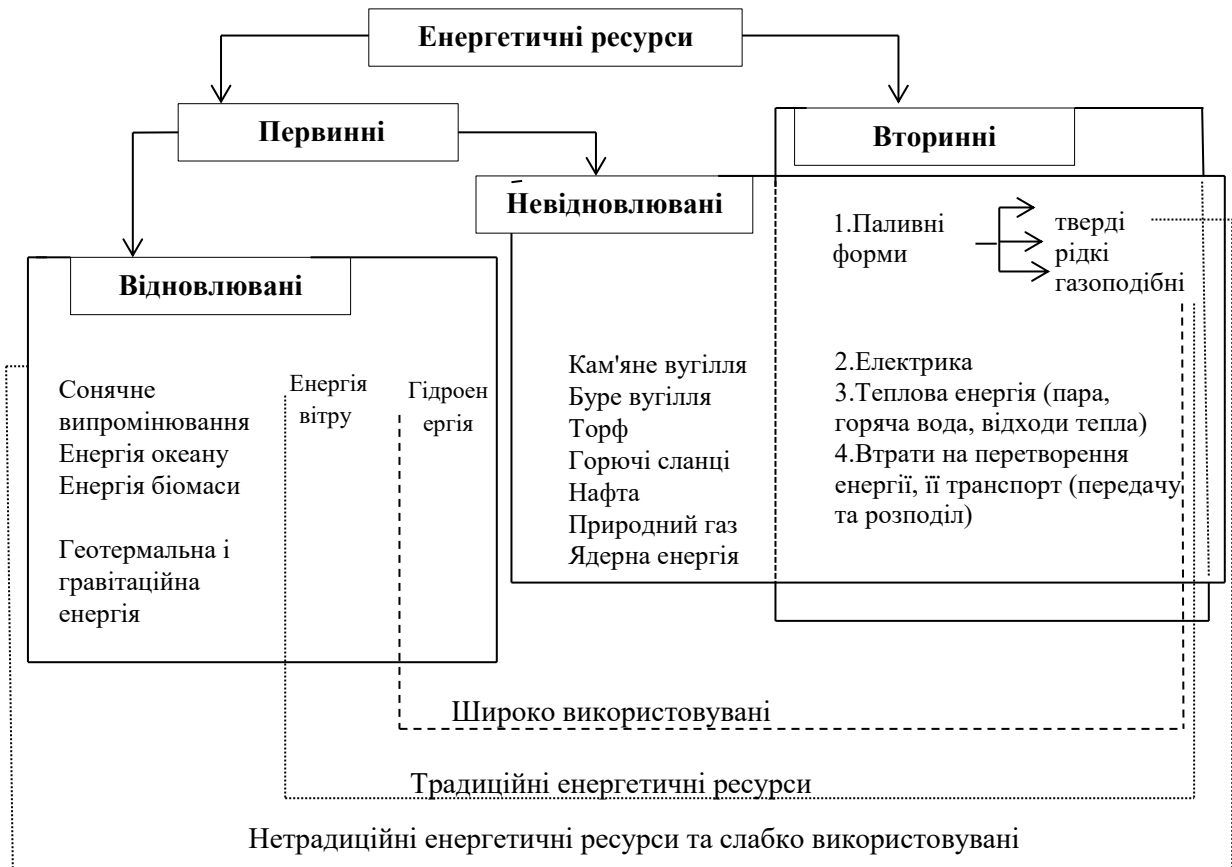 Енергетичні ресурси
Первинні
Вторинні
Невідновлювані
Відновлювані
1.Паливні
форми
тверді
рідкі
газоподібні
Сонячне
випромінювання
Енергія океану
Енергія біомаси
Геотермальна і
гравітаційна
енергія
Енергія
вітру
Гідроен
ергія
Кам'яне вугілля
Буре вугілля
Торф
Горючі сланці
Нафта
Природний газ
Ядерна енергія
2.Електрика
3.Теплова енергія (пара,
горяча вода, відходи тепла)
4.Втрати на перетворення
енергії, її транспорт (передачу
та розподіл)
Широко використовувані
Традиційні енергетичні ресурси
Нетрадиційні енергетичні ресурси та слабко використовувані